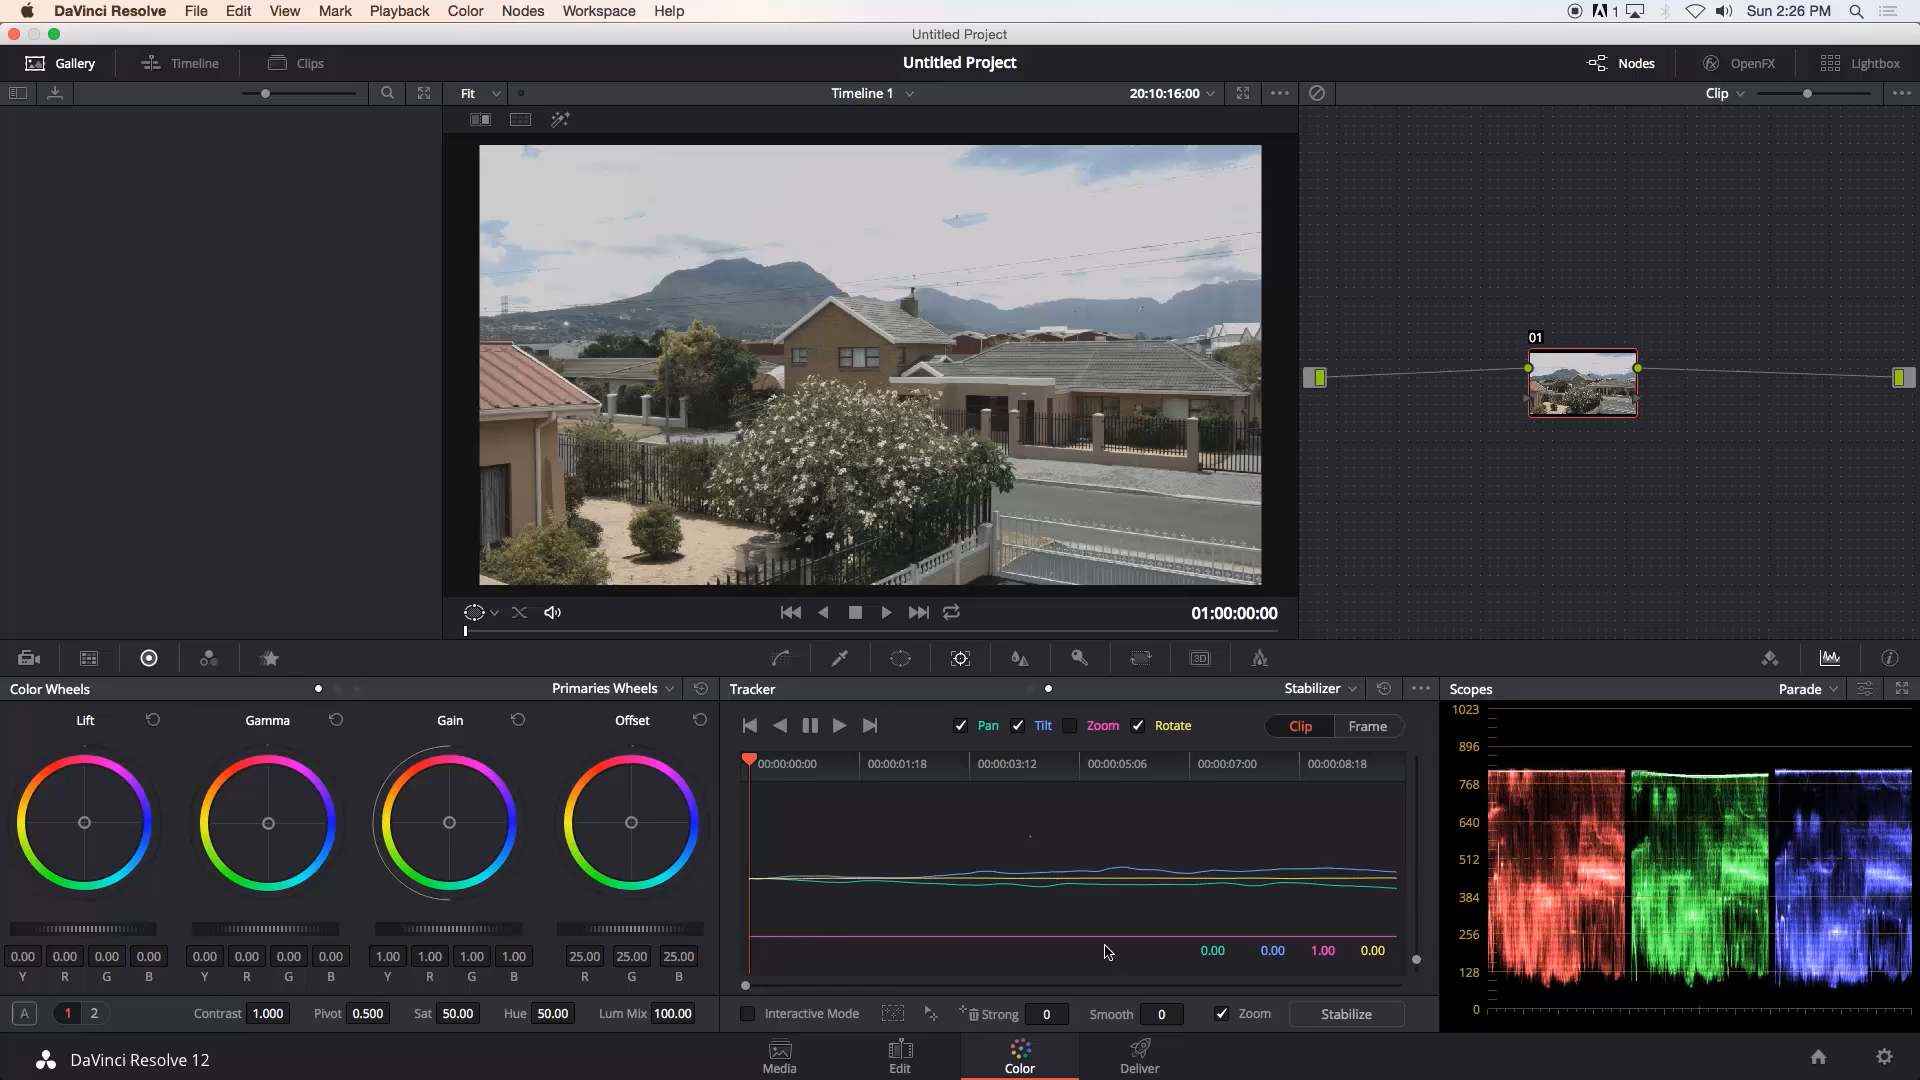 DaVinci Resolve File Edit View Mark Playback Color Nodes Workspace Help 1 Sun 2:26 PM
Untitled Project
Gallery Timeline Clips Untitled Project Nodes OpenFX Lightbox
Fit Timeline 1 20:10:16:00 Clip
01
01:00:00:00
3D
Color Wheels Primaries Wheels Tracker Stabilizer Scopes Parade
Lift Gamma Gain Offset
Pan Tilt Zoom Rotate Clip Frame
00:00:00:00 00:00:01:18 00:00:03:12 00:00:05:06 00:00:07:00 00:00:08:18
1023
896
768
640
512
384
256
128
0
0.00 0.00 1.00 0.00
0.00 0.00 0.00 0.00 0.00 0.00 0.00 0.00 1.00 1.00 1.00 1.00 25.00 25.00 25.00
Y R G B Y R G B Y R G B R G B
A 1 2 Contrast 1.000 Pivot 0.500 Sat 50.00 Hue 50.00 Lum Mix 100.00
Interactive Mode Strong 0 Smooth 0 Zoom Stabilize
DaVinci Resolve 12 Media Edit Color Deliver